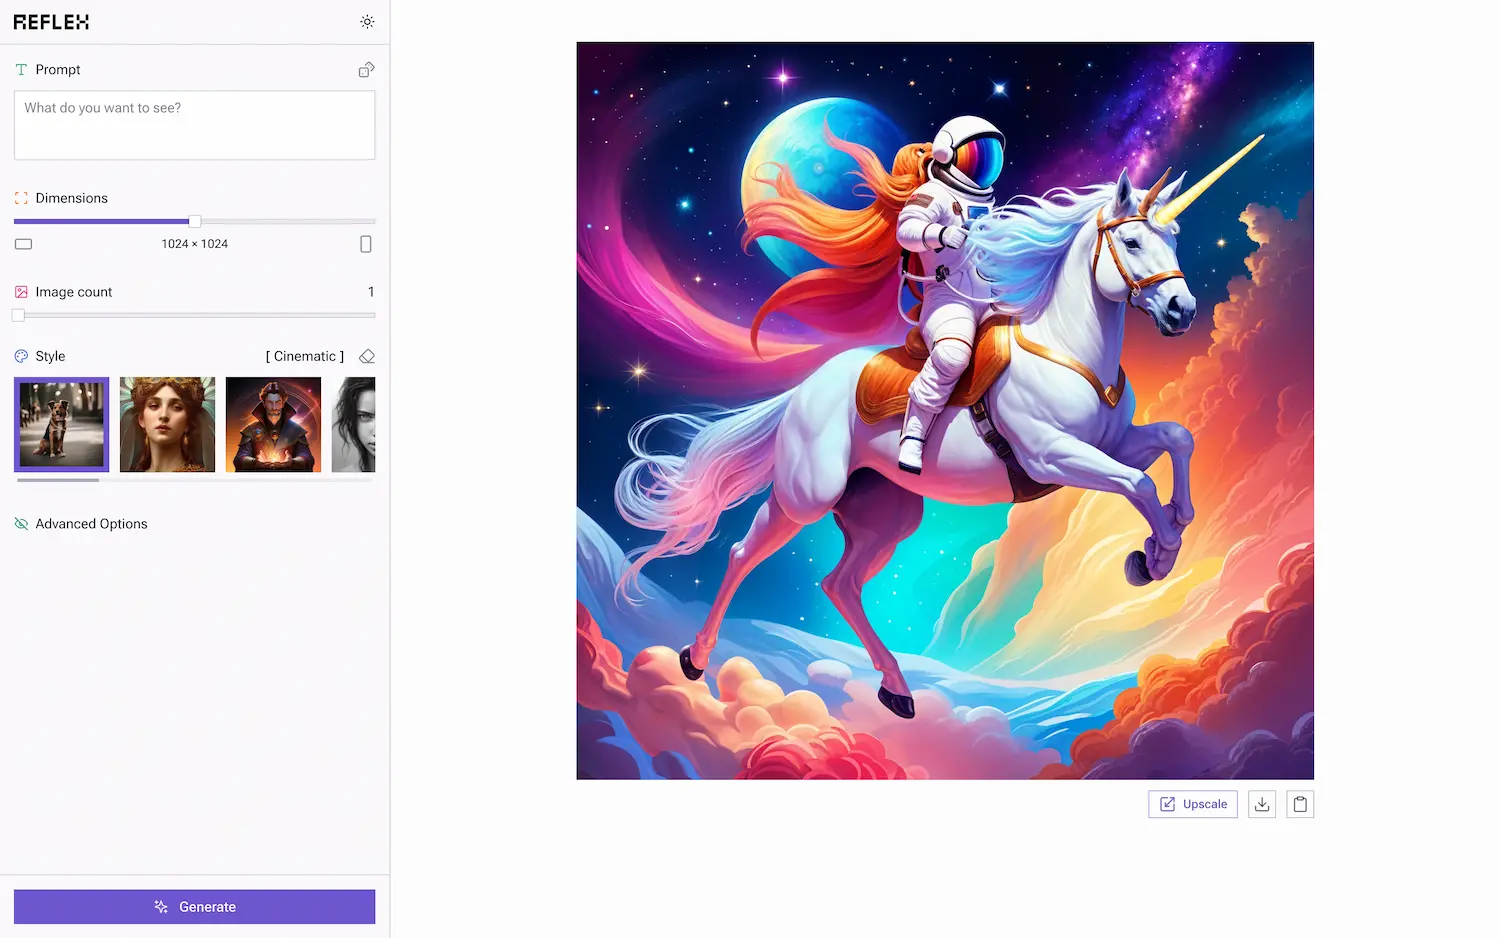 REFLEX
Prompt
What do you want to see?
Dimensions
1024 × 1024
Image count 1
Style [ Cinematic ]
Advanced Options
Upscale
Generate